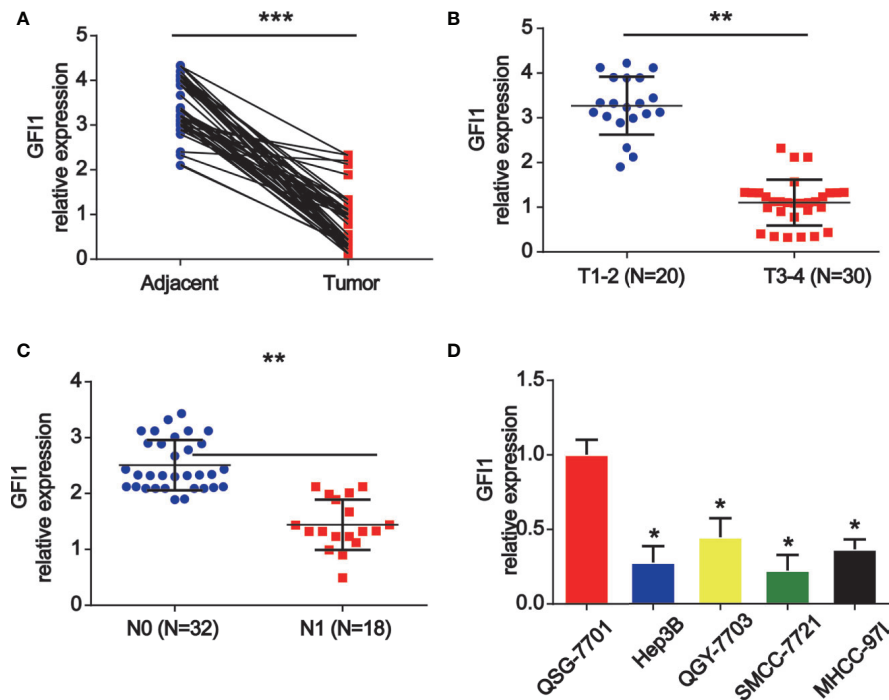 A
***
GFI1
relative expression
5
4
3
2
1
0
Adjacent
Tumor
B
**
GFI1
relative expression
5
4
3
2
1
0
T1-2 (N=20)
T3-4 (N=30)
C
**
GFI1
relative expression
4
3
2
1
0
N0 (N=32)
N1 (N=18)
D
GFI1
relative expression
1.5
1.0
0.5
0.0
*
*
*
*
QSG-7701
Hep3B
QGY-7703
SMCC-7721